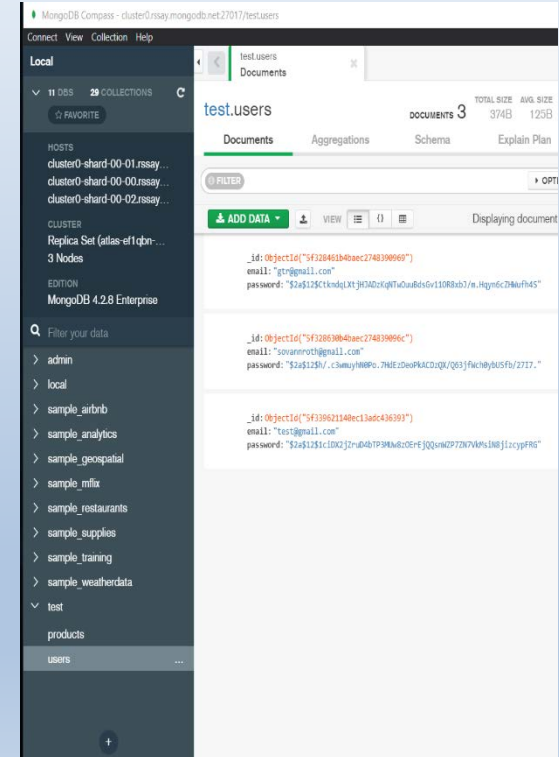 MongoDB Compass - cluster0.rssay.mongodb.net:27017/test.users
Connect View Collection Help
Local
11 DBS 29 COLLECTIONS
☆ FAVORITE
HOSTS
cluster0-shard-00-01.rssay...
cluster0-shard-00-00.rssay...
cluster0-shard-00-02.rssay...
CLUSTER
Replica Set (atlas-ef1qbn-...
3 Nodes
EDITION
MongoDB 4.2.8 Enterprise
Filter your data
admin
local
sample_airbnb
sample_analytics
sample_geospatial
sample_mflix
sample_restaurants
sample_supplies
sample_training
sample_weatherdata
test
products
users ...
test.users
Documents
test.users
DOCUMENTS 3 TOTAL SIZE 374B AVG. SIZE 125B
Documents Aggregations Schema Explain Plan
FILTER OPTI
ADD DATA VIEW {} Displaying document
_id: ObjectId("5f328461b4baec2748390969")
email: "gtr@gmail.com"
password:
_id: ObjectId("5f328630b4baec274839096c")
email: "sovannroth@gmail.com"
password:
_id: ObjectId("5f339621140ec13adc436393")
email: "test@gmail.com"
password: